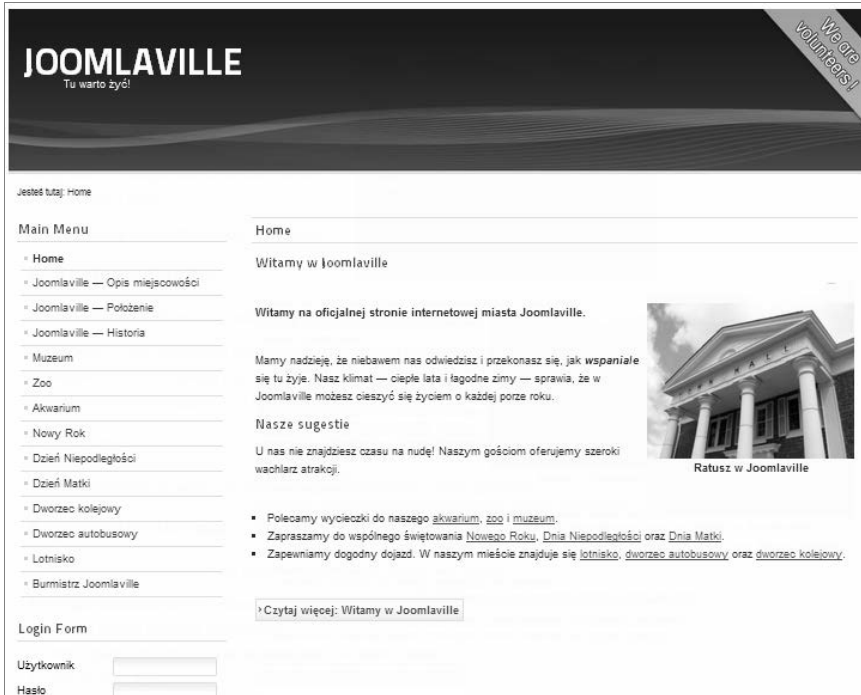 JOOMLAVILLE
Tu warto żyć!
We are
volunteers!
Jesteś tutaj: Home
Main Menu
Home
Joomlaville — Opis miejscowości
Joomlaville — Położenie
Joomlaville — Historia
Muzeum
Zoo
Akwarium
Nowy Rok
Dzień Niepodległości
Dzień Matki
Dworzec kolejowy
Dworzec autobusowy
Lotnisko
Burmistrz Joomlaville
Login Form
Użytkownik
Hasło
Home
Witamy w Joomlaville
Witamy na oficjalnej stronie internetowej miasta Joomlaville.
Mamy nadzieję, że niebawem nas odwiedzisz i przekonasz się, jak wspaniale
się tu żyje. Nasz klimat — ciepłe lata i łagodne zimy — sprawia, że w
Joomlaville możesz cieszyć się życiem o każdej porze roku.
Nasze sugestie
U nas nie znajdziesz czasu na nudę! Naszym gościom oferujemy szeroki
wachlarz atrakcji.
TOWN HALL
Ratusz w Joomlaville
Polecamy wycieczki do naszego akwarium, zoo i muzeum.
Zapraszamy do wspólnego świętowania Nowego Roku, Dnia Niepodległości oraz Dnia Matki.
Zapewniamy dogodny dojazd. W naszym mieście znajduje się lotnisko, dworzec autobusowy oraz dworzec kolejowy.
Czytaj więcej: Witamy w Joomlaville